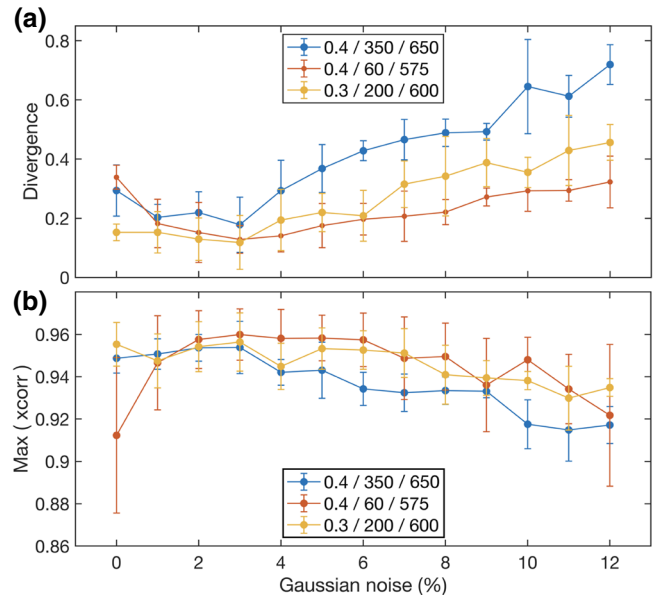 (a)
0.8
0.6
0.4
0.2
0
Divergence
0.4 / 350 / 650
0.4 / 60 / 575
0.3 / 200 / 600
(b)
0.96
0.94
0.92
0.9
0.88
0.86
Max ( xcorr )
0.4 / 350 / 650
0.4 / 60 / 575
0.3 / 200 / 600
0 2 4 6 8 10 12
Gaussian noise (%)